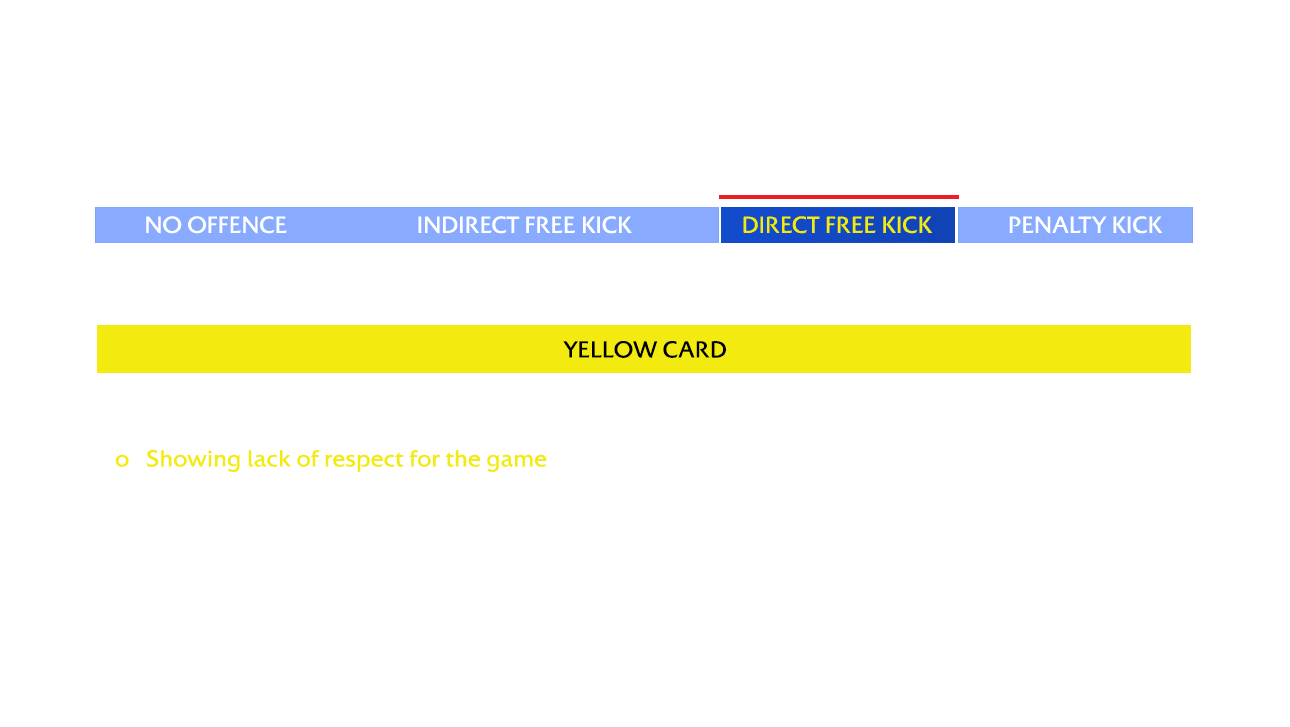 NO OFFENCE INDIRECT FREE KICK DIRECT FREE KICK PENALTY KICK
YELLOW CARD
o Showing lack of respect for the game